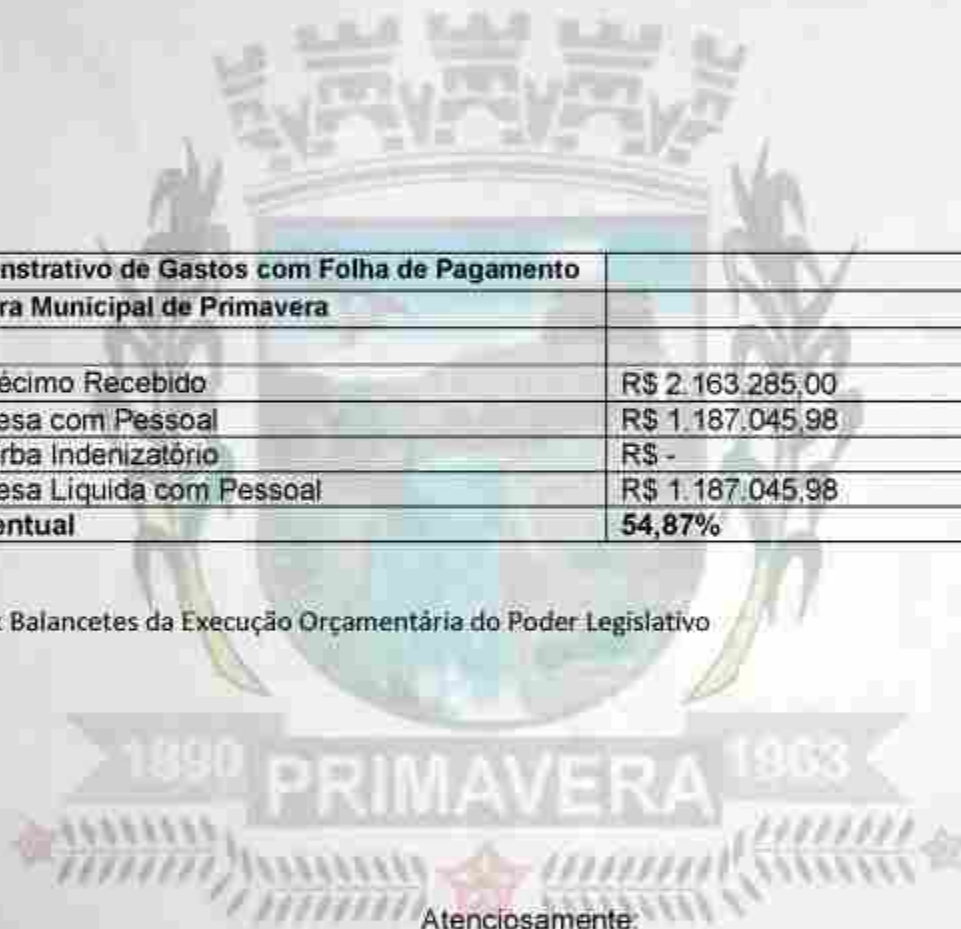 nstrativo de Gastos com Folha de Pagamento
ra Municipal de Primavera
écimo Recebido R$ 2.163.285,00
esa com Pessoal R$ 1.187.045,98
rba Indenizatório R$ -
esa Líquida com Pessoal R$ 1.187.045,98
entual 54,87%
: Balancetes da Execução Orçamentária do Poder Legislativo
1890 PRIMAVERA 1963
Atenciosamente;